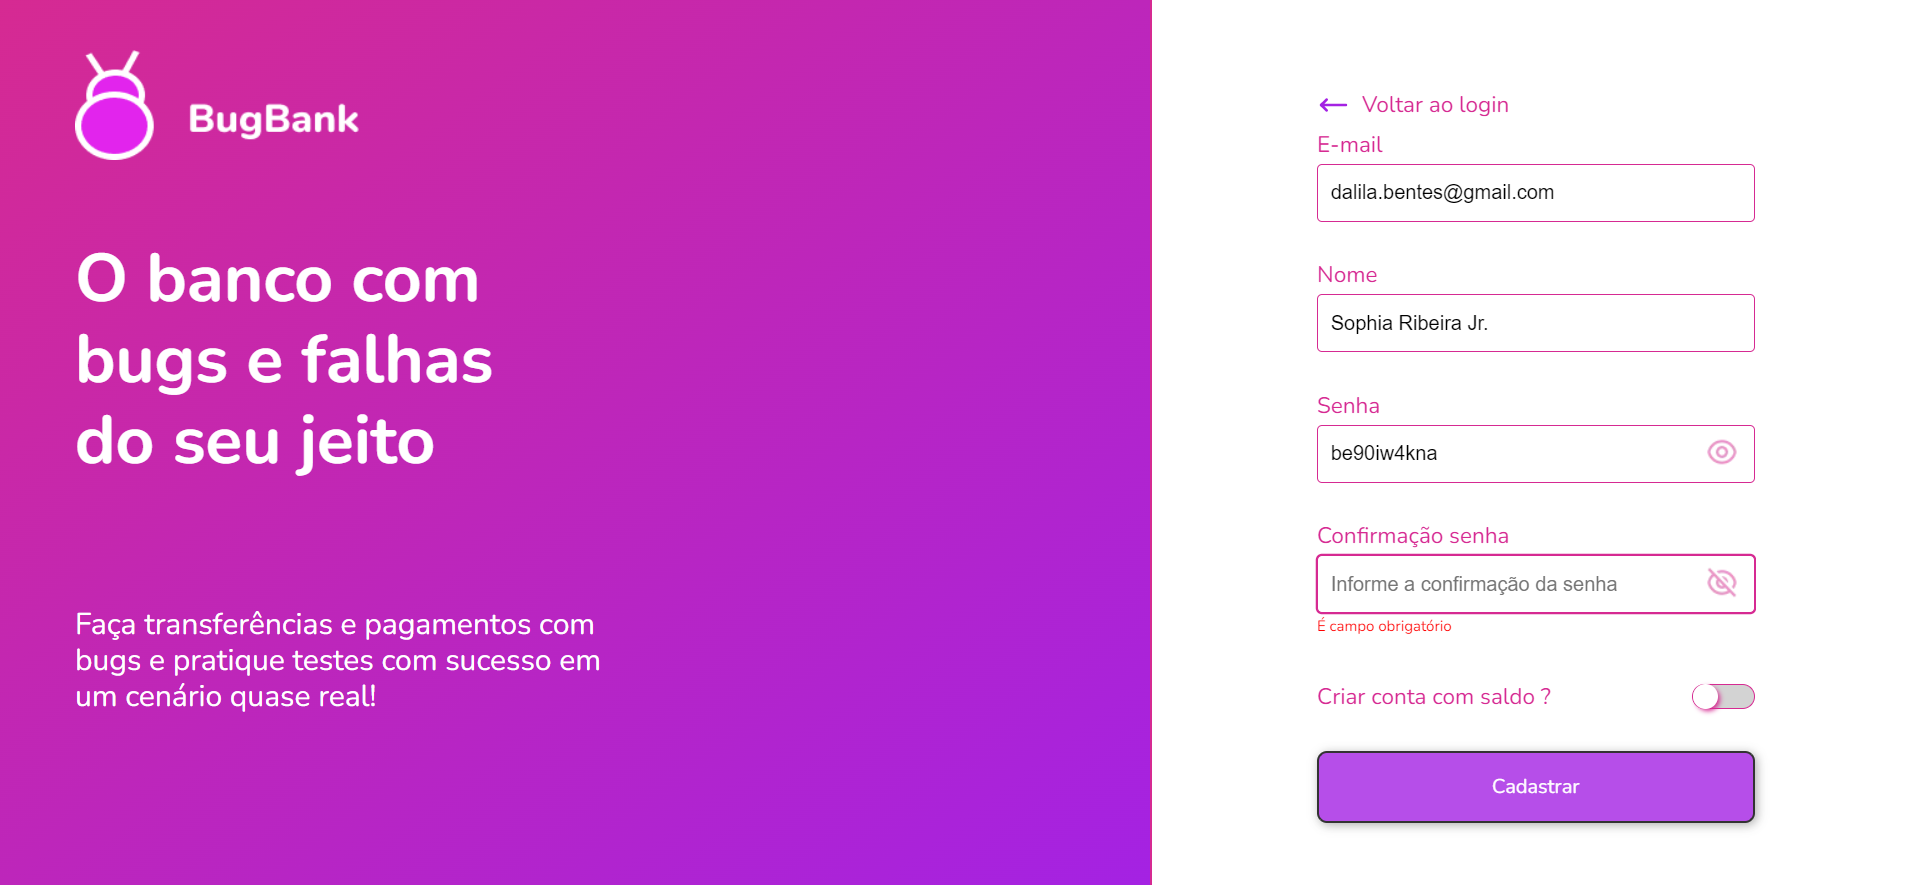 BugBank
O banco com
bugs e falhas
do seu jeito
Faça transferências e pagamentos com
bugs e pratique testes com sucesso em
um cenário quase real!
Voltar ao login
E-mail
dalila.bentes@gmail.com
Nome
Sophia Ribeira Jr.
Senha
be90iw4kna
Confirmação senha
Informe a confirmação da senha
É campo obrigatório
Criar conta com saldo ?
Cadastrar